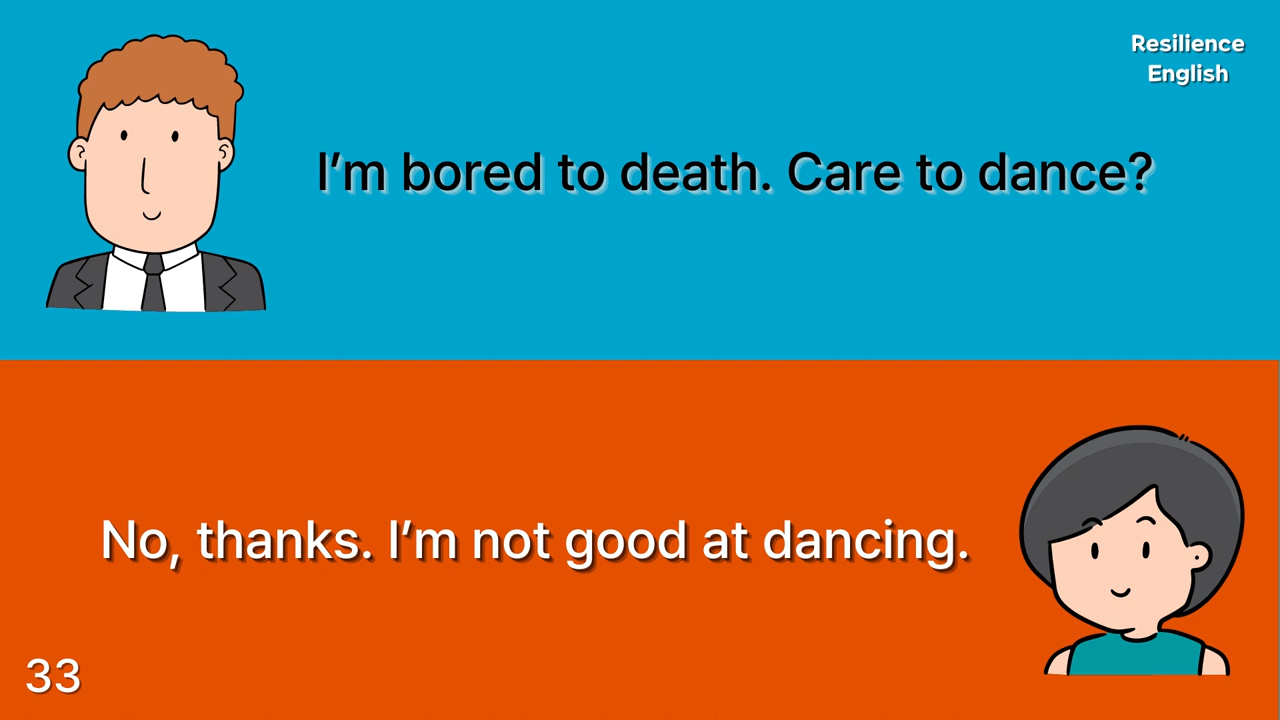 Resilience
English
I'm bored to death. Care to dance?
No, thanks. I'm not good at dancing.
33